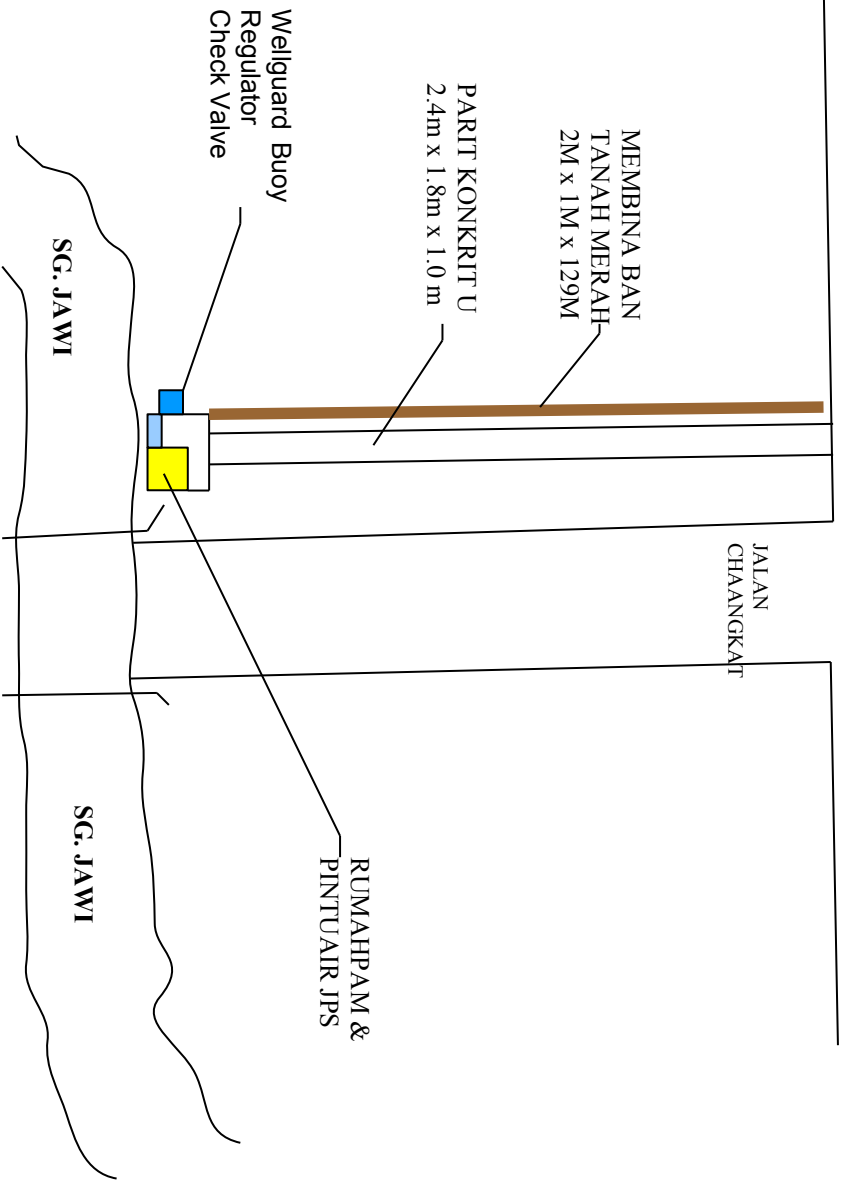 Wellguard Buoy
Regulator
Check Valve
PARIT KONKRIT U
2.4m x 1.8m x 1.0 m
MEMBINA BAN
TANAH MERAH
2M x 1M x 129M
SG. JAWI
JALAN
CHAANGKAT
SG. JAWI
RUMAHPAM &
PINTUAIR JPS